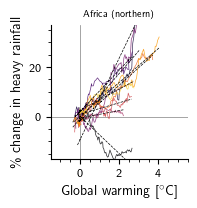 Africa (northern)
% change in heavy rainfall
20
0
0
2
4
Global warming [°C]